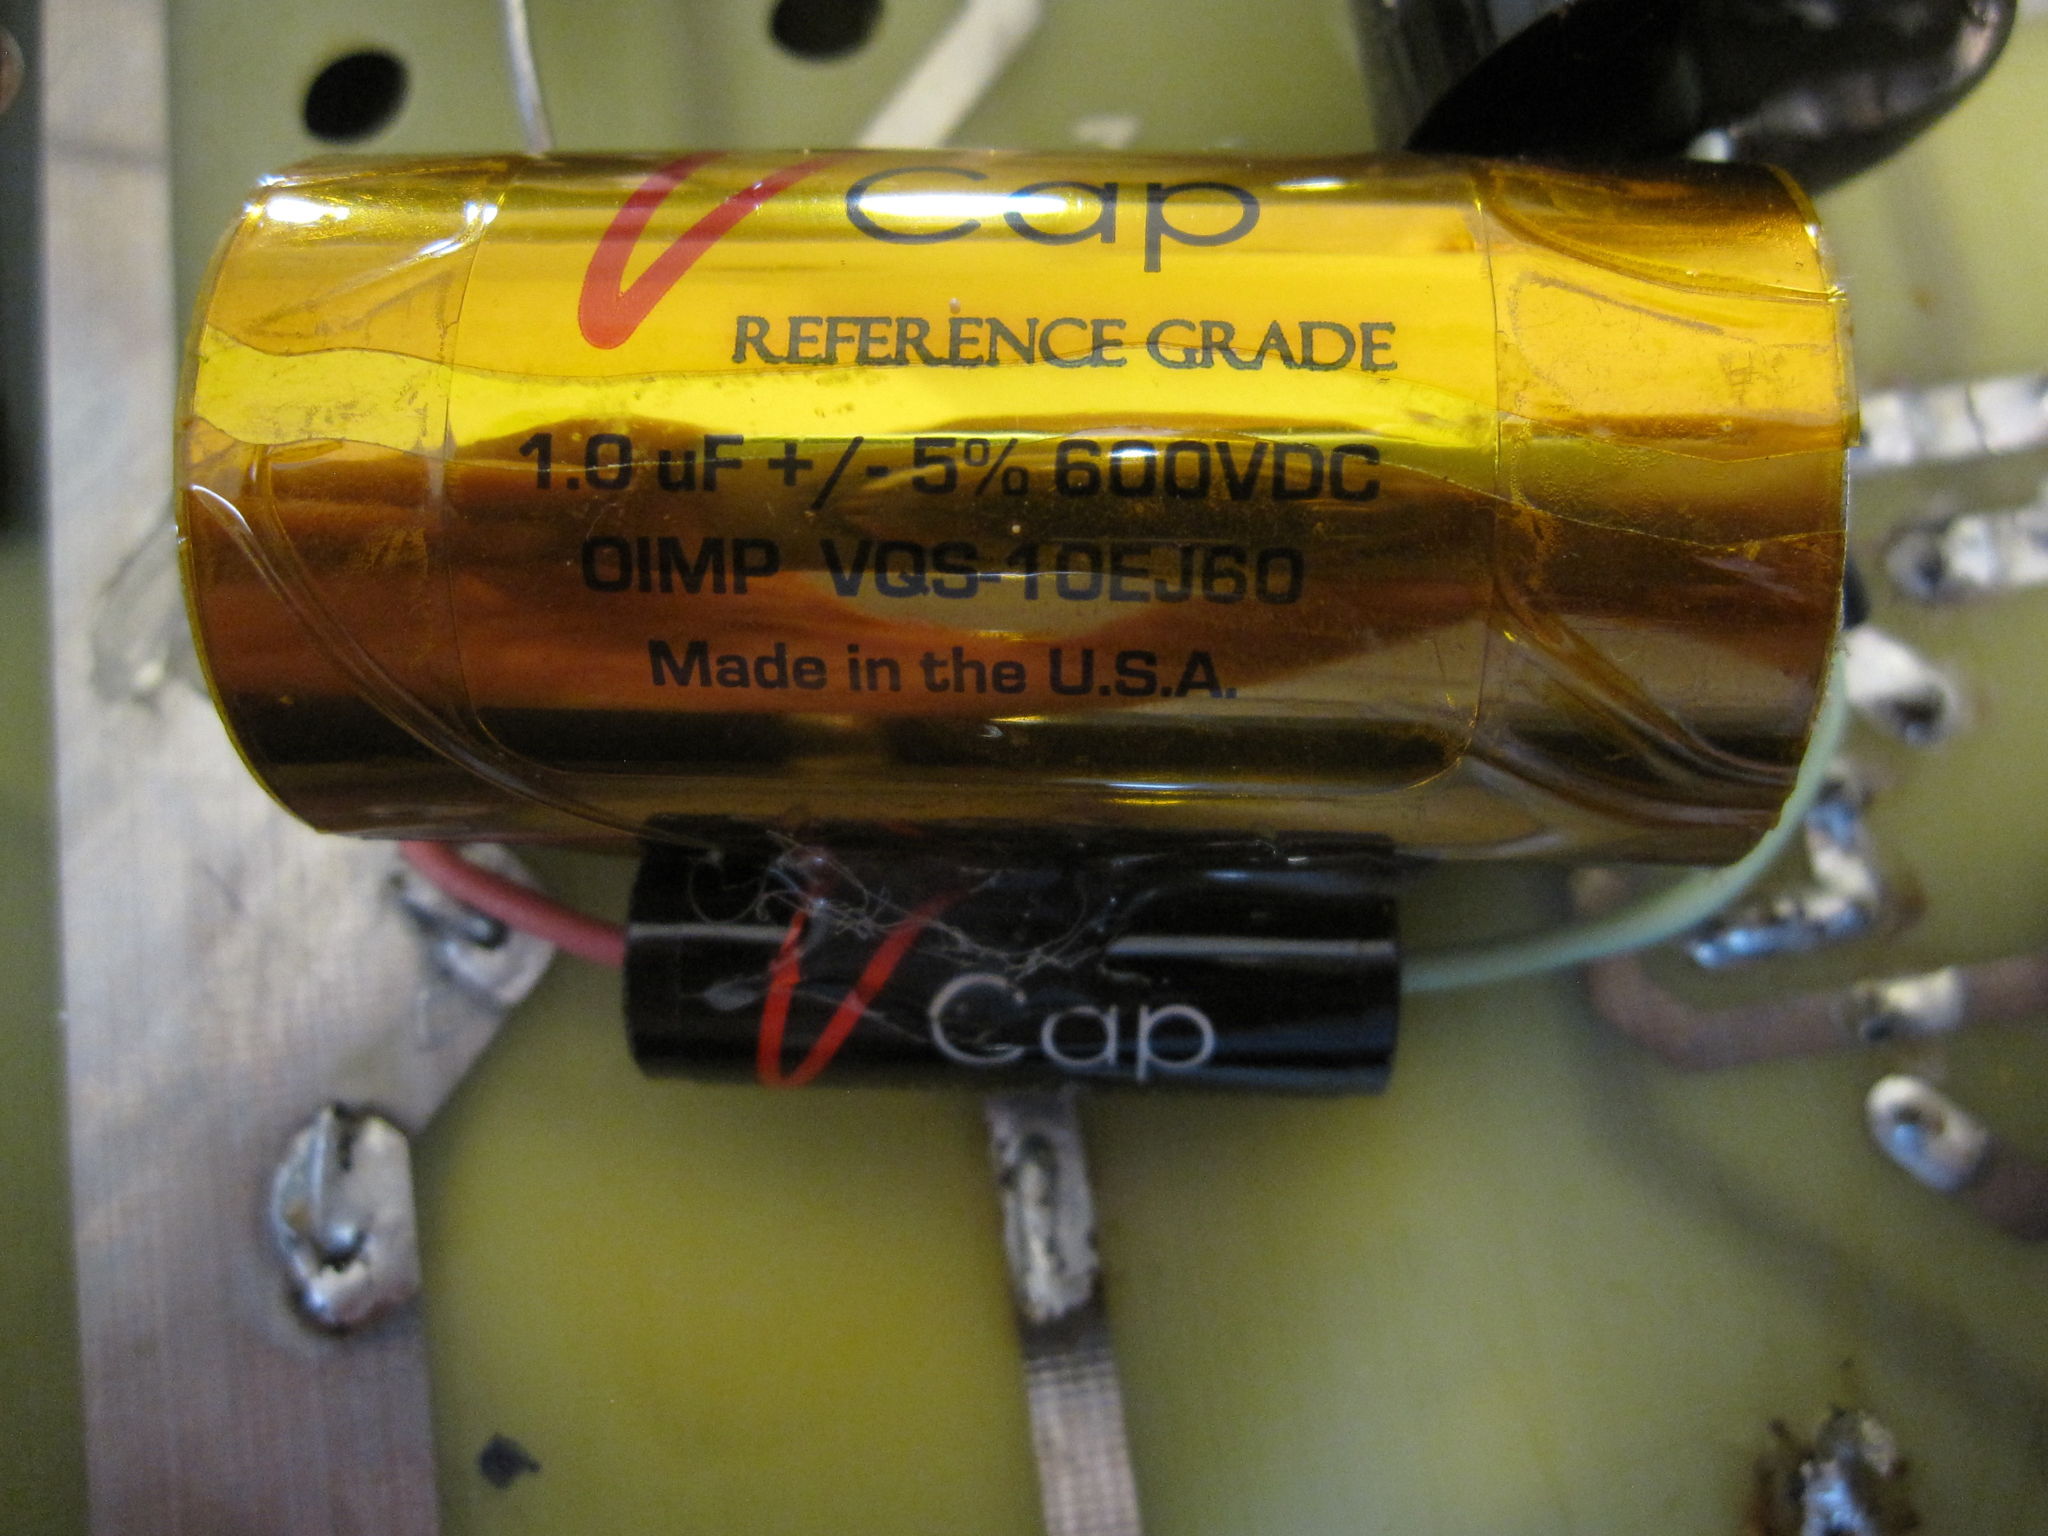 V Cap
REFERENCE GRADE
1.0 uF +/- 5% 600VDC
OIMP VQS-10EJ60
Made in the U.S.A.
V Cap